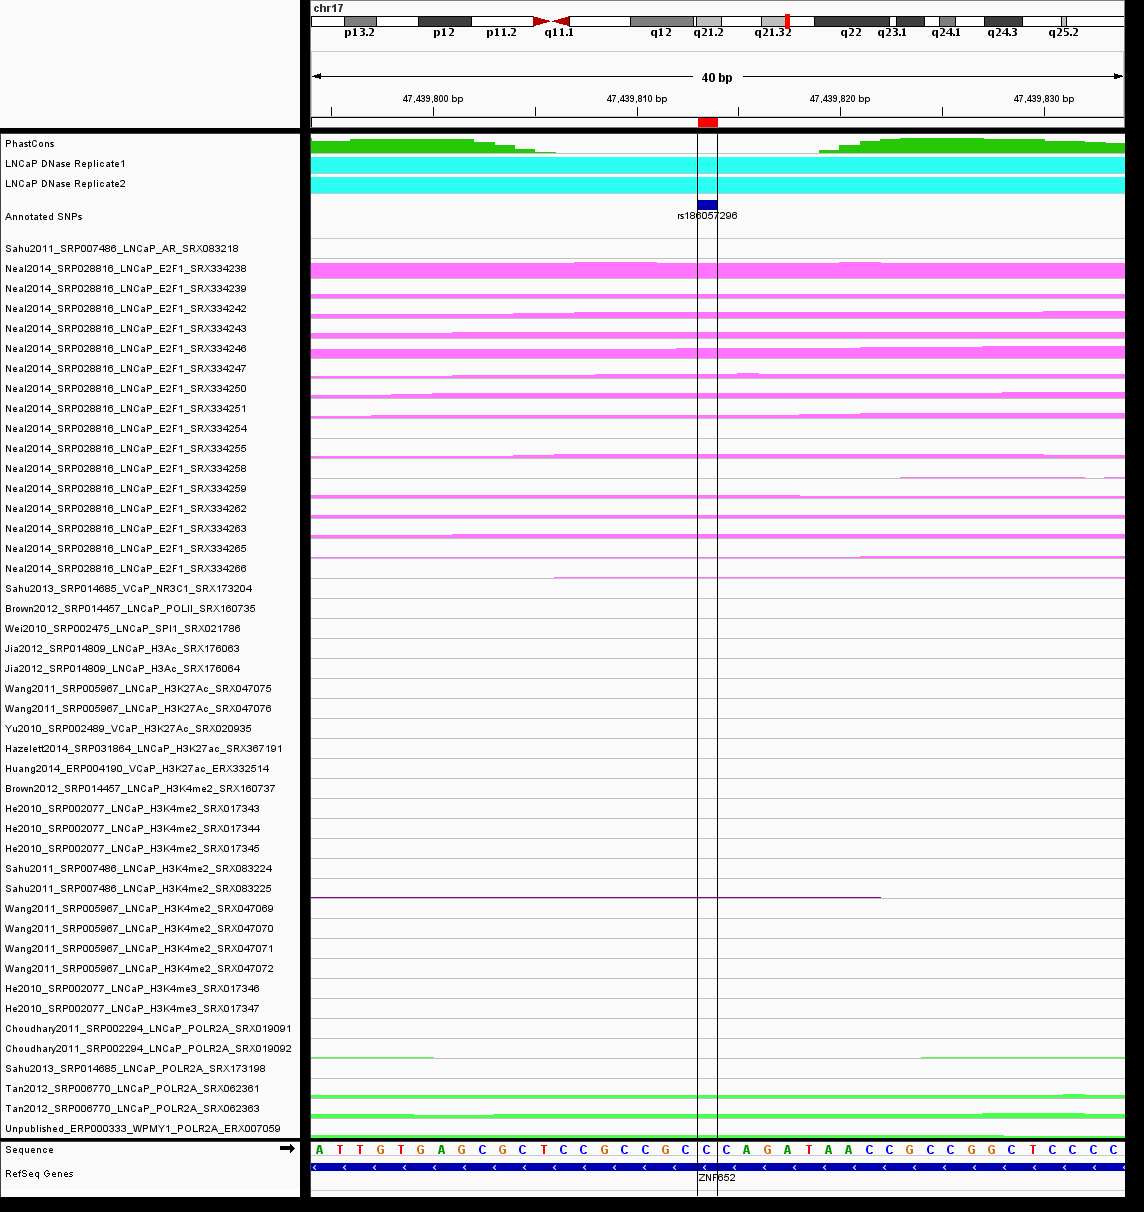 chr17
p13.2 p12 p11.2 q11.1 q12 q21.2 q21.32 q22 q23.1 q24.1 q24.3 q25.2
40 bp
47,439,800 bp 47,439,810 bp 47,439,820 bp 47,439,830 bp
PhastCons
LNCaP DNase Replicate1
LNCaP DNase Replicate2
Annotated SNPs
rs186057296
Sahu2011_SRP007486_LNCaP_AR_SRX083218
Neal2014_SRP028816_LNCaP_E2F1_SRX334238
Neal2014_SRP028816_LNCaP_E2F1_SRX334239
Neal2014_SRP028816_LNCaP_E2F1_SRX334242
Neal2014_SRP028816_LNCaP_E2F1_SRX334243
Neal2014_SRP028816_LNCaP_E2F1_SRX334246
Neal2014_SRP028816_LNCaP_E2F1_SRX334247
Neal2014_SRP028816_LNCaP_E2F1_SRX334250
Neal2014_SRP028816_LNCaP_E2F1_SRX334251
Neal2014_SRP028816_LNCaP_E2F1_SRX334254
Neal2014_SRP028816_LNCaP_E2F1_SRX334255
Neal2014_SRP028816_LNCaP_E2F1_SRX334258
Neal2014_SRP028816_LNCaP_E2F1_SRX334259
Neal2014_SRP028816_LNCaP_E2F1_SRX334262
Neal2014_SRP028816_LNCaP_E2F1_SRX334263
Neal2014_SRP028816_LNCaP_E2F1_SRX334265
Neal2014_SRP028816_LNCaP_E2F1_SRX334266
Sahu2013_SRP014685_VCaP_NR3C1_SRX173204
Brown2012_SRP014457_LNCaP_POLII_SRX160735
Wei2010_SRP002475_LNCaP_SPI1_SRX021786
Jia2012_SRP014809_LNCaP_H3Ac_SRX176063
Jia2012_SRP014809_LNCaP_H3Ac_SRX176064
Wang2011_SRP005967_LNCaP_H3K27Ac_SRX047075
Wang2011_SRP005967_LNCaP_H3K27Ac_SRX047076
Yu2010_SRP002489_VCaP_H3K27Ac_SRX020935
Hazelett2014_SRP031864_LNCaP_H3K27ac_SRX367191
Huang2014_ERP004190_VCaP_H3K27ac_ERX332514
Brown2012_SRP014457_LNCaP_H3K4me2_SRX160737
He2010_SRP002077_LNCaP_H3K4me2_SRX017343
He2010_SRP002077_LNCaP_H3K4me2_SRX017344
He2010_SRP002077_LNCaP_H3K4me2_SRX017345
Sahu2011_SRP007486_LNCaP_H3K4me2_SRX083224
Sahu2011_SRP007486_LNCaP_H3K4me2_SRX083225
Wang2011_SRP005967_LNCaP_H3K4me2_SRX047069
Wang2011_SRP005967_LNCaP_H3K4me2_SRX047070
Wang2011_SRP005967_LNCaP_H3K4me2_SRX047071
Wang2011_SRP005967_LNCaP_H3K4me2_SRX047072
He2010_SRP002077_LNCaP_H3K4me3_SRX017346
He2010_SRP002077_LNCaP_H3K4me3_SRX017347
Choudhary2011_SRP002294_LNCaP_POLR2A_SRX019091
Choudhary2011_SRP002294_LNCaP_POLR2A_SRX019092
Sahu2013_SRP014685_LNCaP_POLR2A_SRX173198
Tan2012_SRP006770_LNCaP_POLR2A_SRX062361
Tan2012_SRP006770_LNCaP_POLR2A_SRX062363
Unpublished_ERP000333_WPMY1_POLR2A_ERX007059
Sequence A T T G T G A G C G C T C C G C C G C C C A G A T A A C C G C C G G C T C C C C
RefSeq Genes
ZNF652